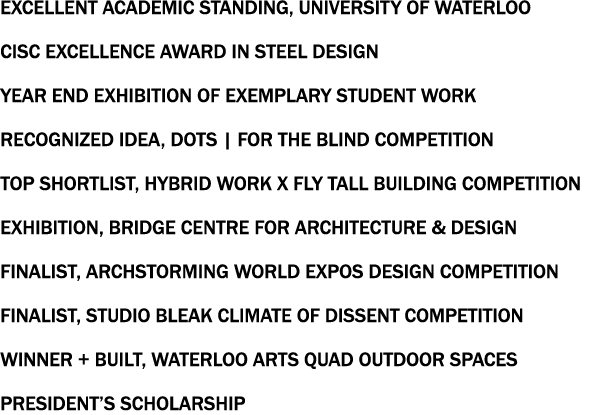 EXCELLENT ACADEMIC STANDING, UNIVERSITY OF WATERLOO
CISC EXCELLENCE AWARD IN STEEL DESIGN
YEAR END EXHIBITION OF EXEMPLARY STUDENT WORK
RECOGNIZED IDEA, DOTS | FOR THE BLIND COMPETITION
TOP SHORTLIST, HYBRID WORK X FLY TALL BUILDING COMPETITION
EXHIBITION, BRIDGE CENTRE FOR ARCHITECTURE & DESIGN
FINALIST, ARCHSTORMING WORLD EXPOS DESIGN COMPETITION
FINALIST, STUDIO BLEAK CLIMATE OF DISSENT COMPETITION
WINNER + BUILT, WATERLOO ARTS QUAD OUTDOOR SPACES
PRESIDENT’S SCHOLARSHIP